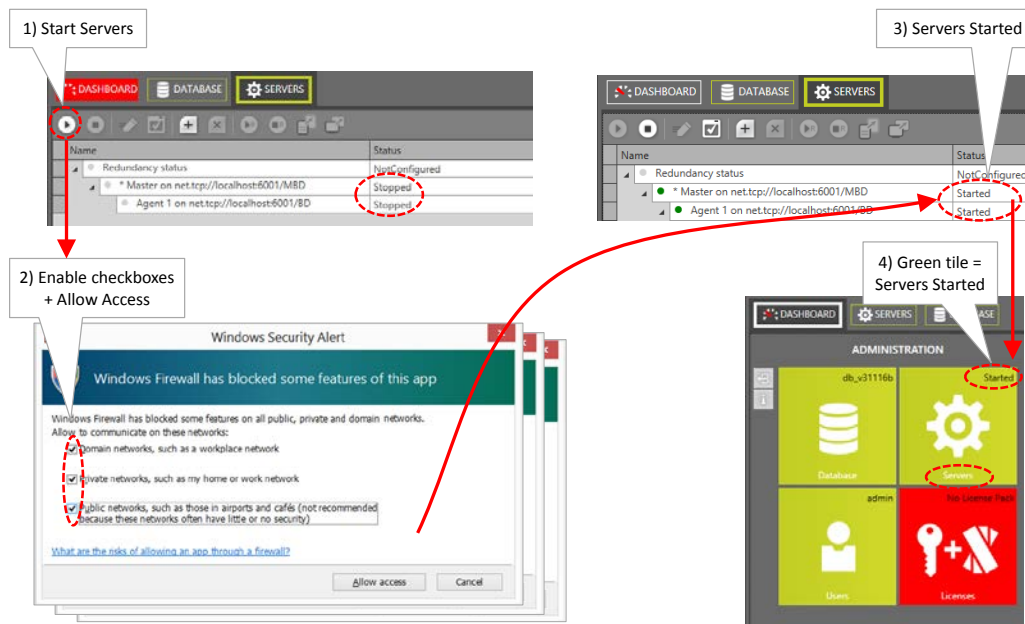 1) Start Servers
DASHBOARD
DATABASE
SERVERS
Name
Status
Redundancy status
NotConfigured
* Master on net.tcp://localhost:6001/MBD
Stopped
Agent 1 on net.tcp://localhost:6001/BD
Stopped
2) Enable checkboxes
+ Allow Access
Windows Security Alert
Windows Firewall has blocked some features of this app
Windows Firewall has blocked some features on all public, private and domain networks.
Allow to communicate on these networks:
Domain networks, such as a workplace network
Private networks, such as my home or work network
Public networks, such as those in airports and cafés (not recommended
because these networks often have little or no security)
What are the risks of allowing an app through a firewall?
Allow access
Cancel
3) Servers Started
DASHBOARD
DATABASE
SERVERS
Name
Status
Redundancy status
NotConfigured
* Master on net.tcp://localhost:6001/MBD
Started
Agent 1 on net.tcp://localhost:6001/BD
Started
4) Green tile =
Servers Started
DASHBOARD
SERVERS
ADMINISTRATION
db_v31116b
Started
Database
Servers
admin
No License Pack
Users
Licenses